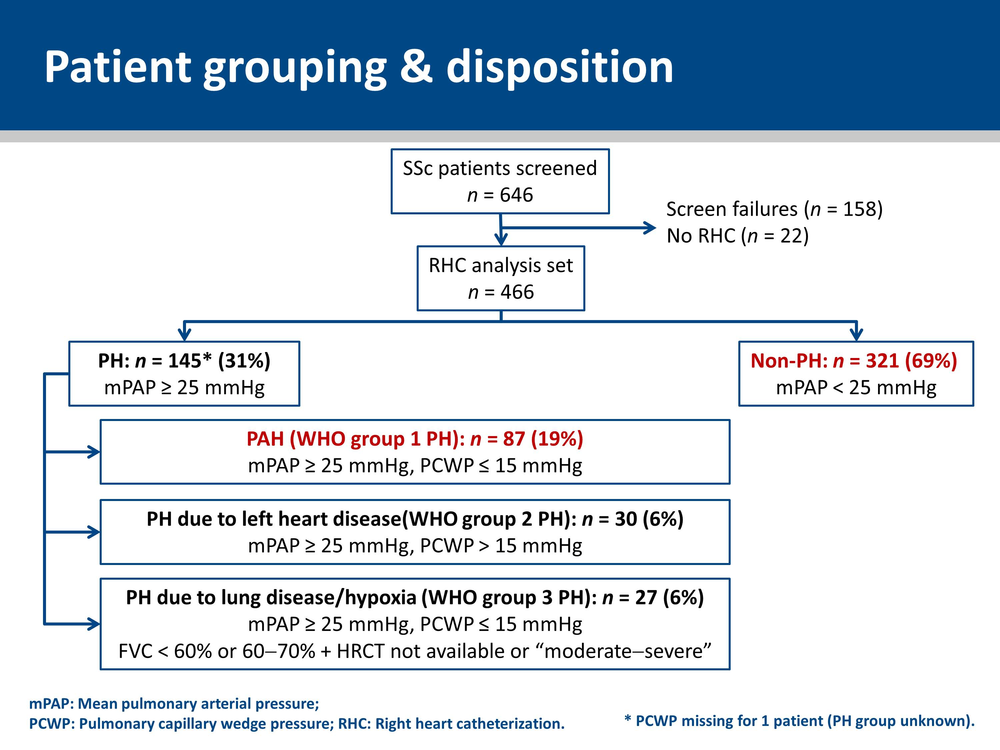 Patient grouping & disposition
SSc patients screened
n = 646
Screen failures (n = 158)
No RHC (n = 22)
RHC analysis set
n = 466
PH: n = 145* (31%)
mPAP ≥ 25 mmHg
Non-PH: n = 321 (69%)
mPAP < 25 mmHg
PAH (WHO group 1 PH): n = 87 (19%)
mPAP ≥ 25 mmHg, PCWP ≤ 15 mmHg
PH due to left heart disease(WHO group 2 PH): n = 30 (6%)
mPAP ≥ 25 mmHg, PCWP > 15 mmHg
PH due to lung disease/hypoxia (WHO group 3 PH): n = 27 (6%)
mPAP ≥ 25 mmHg, PCWP ≤ 15 mmHg
FVC < 60% or 60–70% + HRCT not available or “moderate–severe”
mPAP: Mean pulmonary arterial pressure;
PCWP: Pulmonary capillary wedge pressure; RHC: Right heart catheterization.
* PCWP missing for 1 patient (PH group unknown).